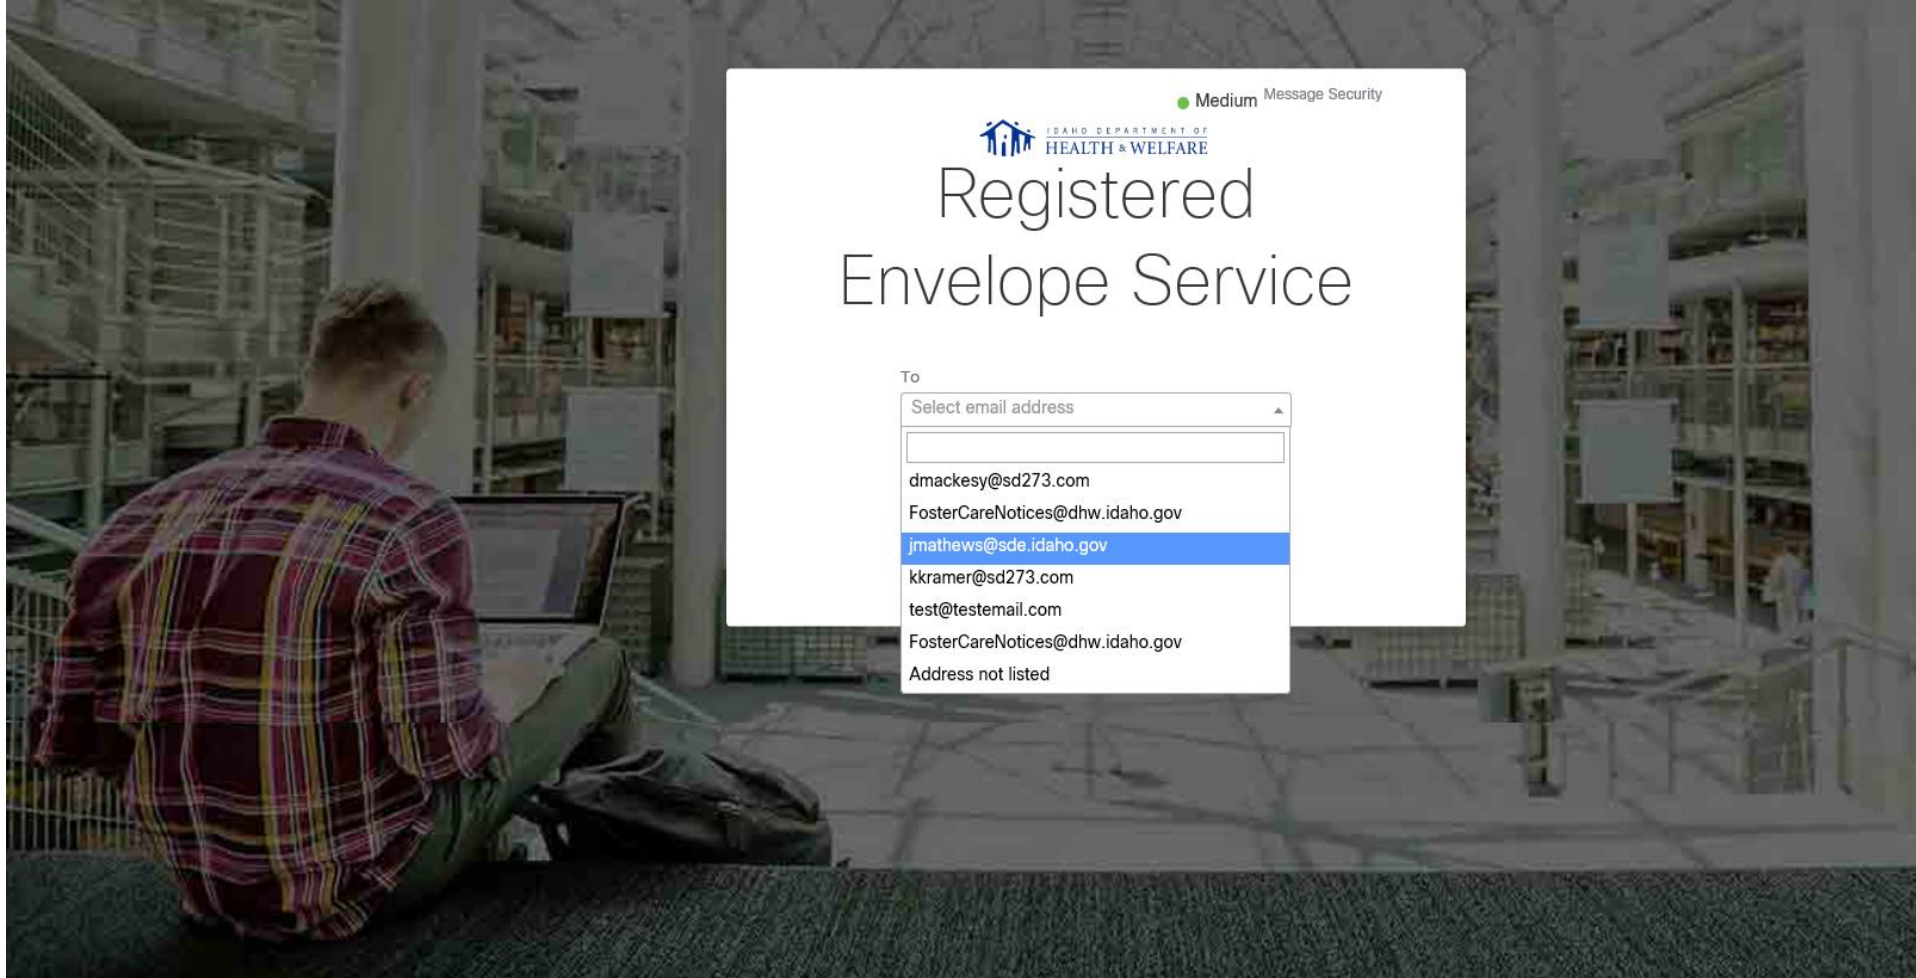 Medium Message Security
IDAHO DEPARTMENT OF
HEALTH & WELFARE
Registered
Envelope Service
To
Select email address
dmackesy@sd273.com
FosterCareNotices@dhw.idaho.gov
jmathews@sde.idaho.gov
kkramer@sd273.com
test@testemail.com
FosterCareNotices@dhw.idaho.gov
Address not listed